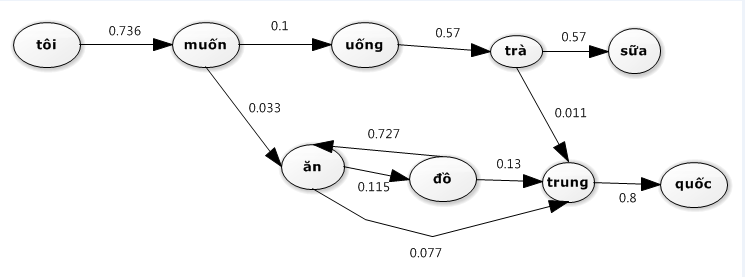 0.1
0.736
0.57
0.57
tôi
muốn
uống
trà
sữa
0.033
0.011
0.727
0.13
ăn
đồ
trung
quốc
0.115
0.8
0.077